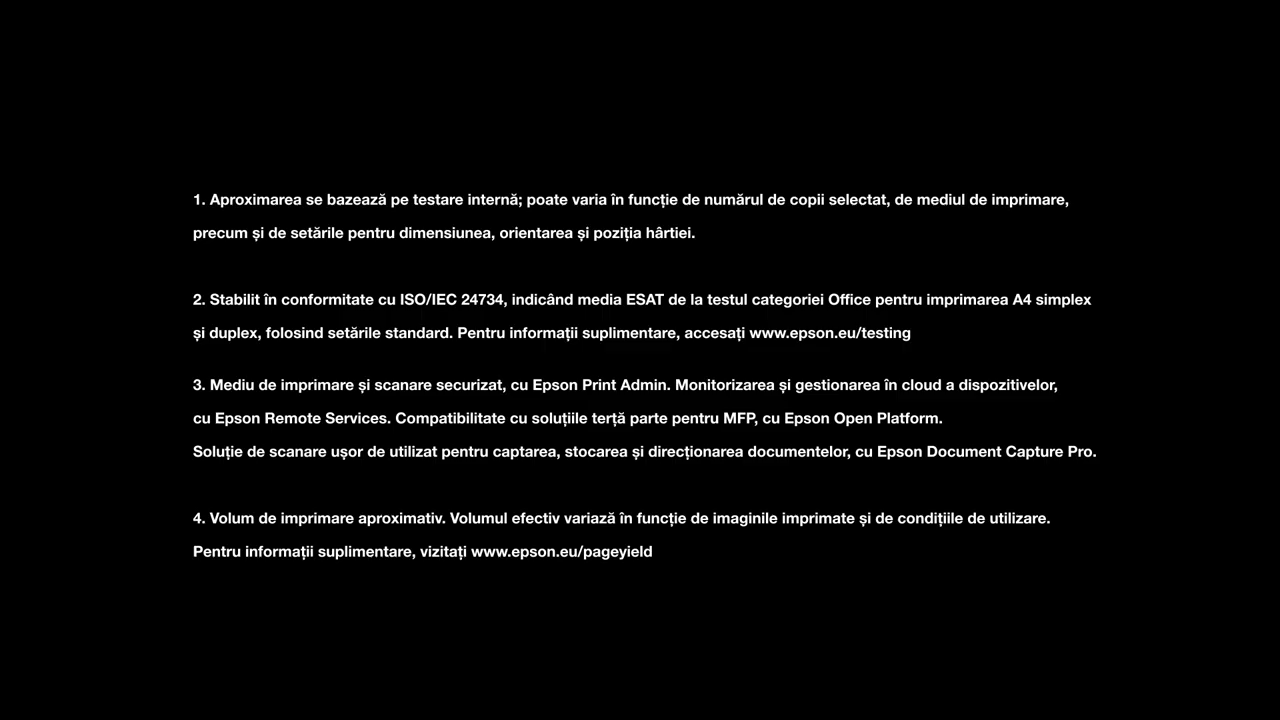 1. Aproximarea se bazează pe testare internă; poate varia în funcție de numărul de copii selectat, de mediul de imprimare,
precum și de setările pentru dimensiunea, orientarea și poziția hârtiei.
2. Stabilit în conformitate cu ISO/IEC 24734, indicând media ESAT de la testul categoriei Office pentru imprimarea A4 simplex
și duplex, folosind setările standard. Pentru informații suplimentare, accesați www.epson.eu/testing
3. Mediu de imprimare și scanare securizat, cu Epson Print Admin. Monitorizarea și gestionarea în cloud a dispozitivelor,
cu Epson Remote Services. Compatibilitate cu soluțiile terță parte pentru MFP, cu Epson Open Platform.
Soluție de scanare ușor de utilizat pentru captarea, stocarea și direcționarea documentelor, cu Epson Document Capture Pro.
4. Volum de imprimare aproximativ. Volumul efectiv variază în funcție de imaginile imprimate și de condițiile de utilizare.
Pentru informații suplimentare, vizitați www.epson.eu/pageyield